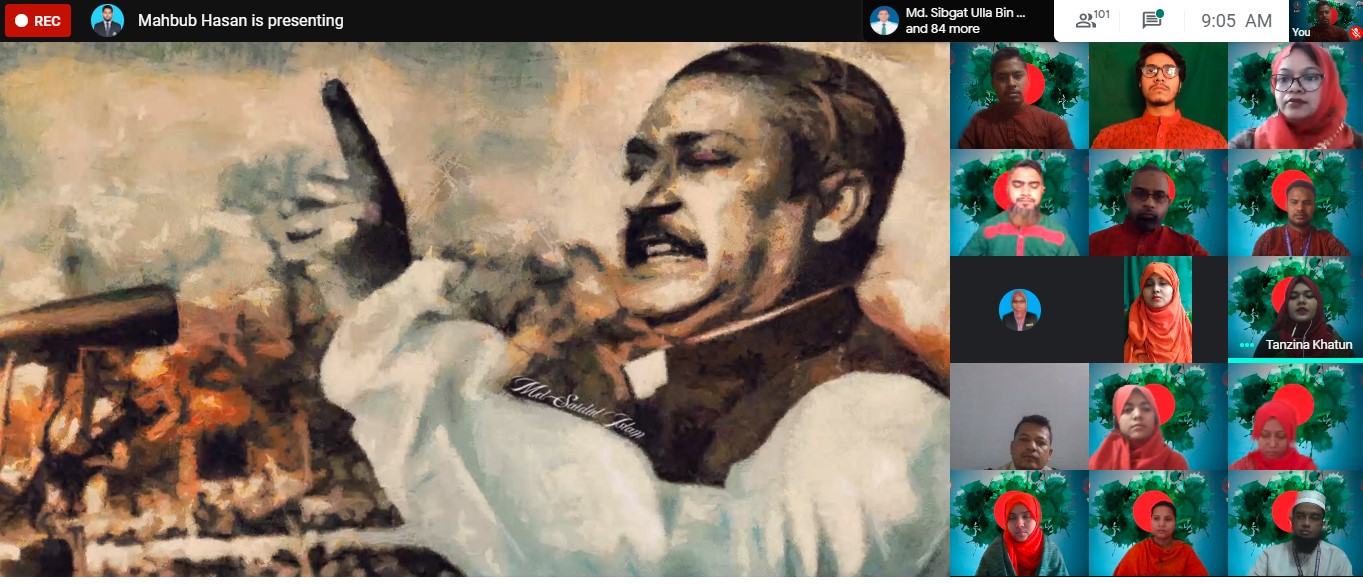 REC
Mahbub Hasan is presenting
Md. Sibgat Ulla Bin ...
and 84 more
101
9:05 AM
You
Tanzina Khatun
Md-Saidul Islam